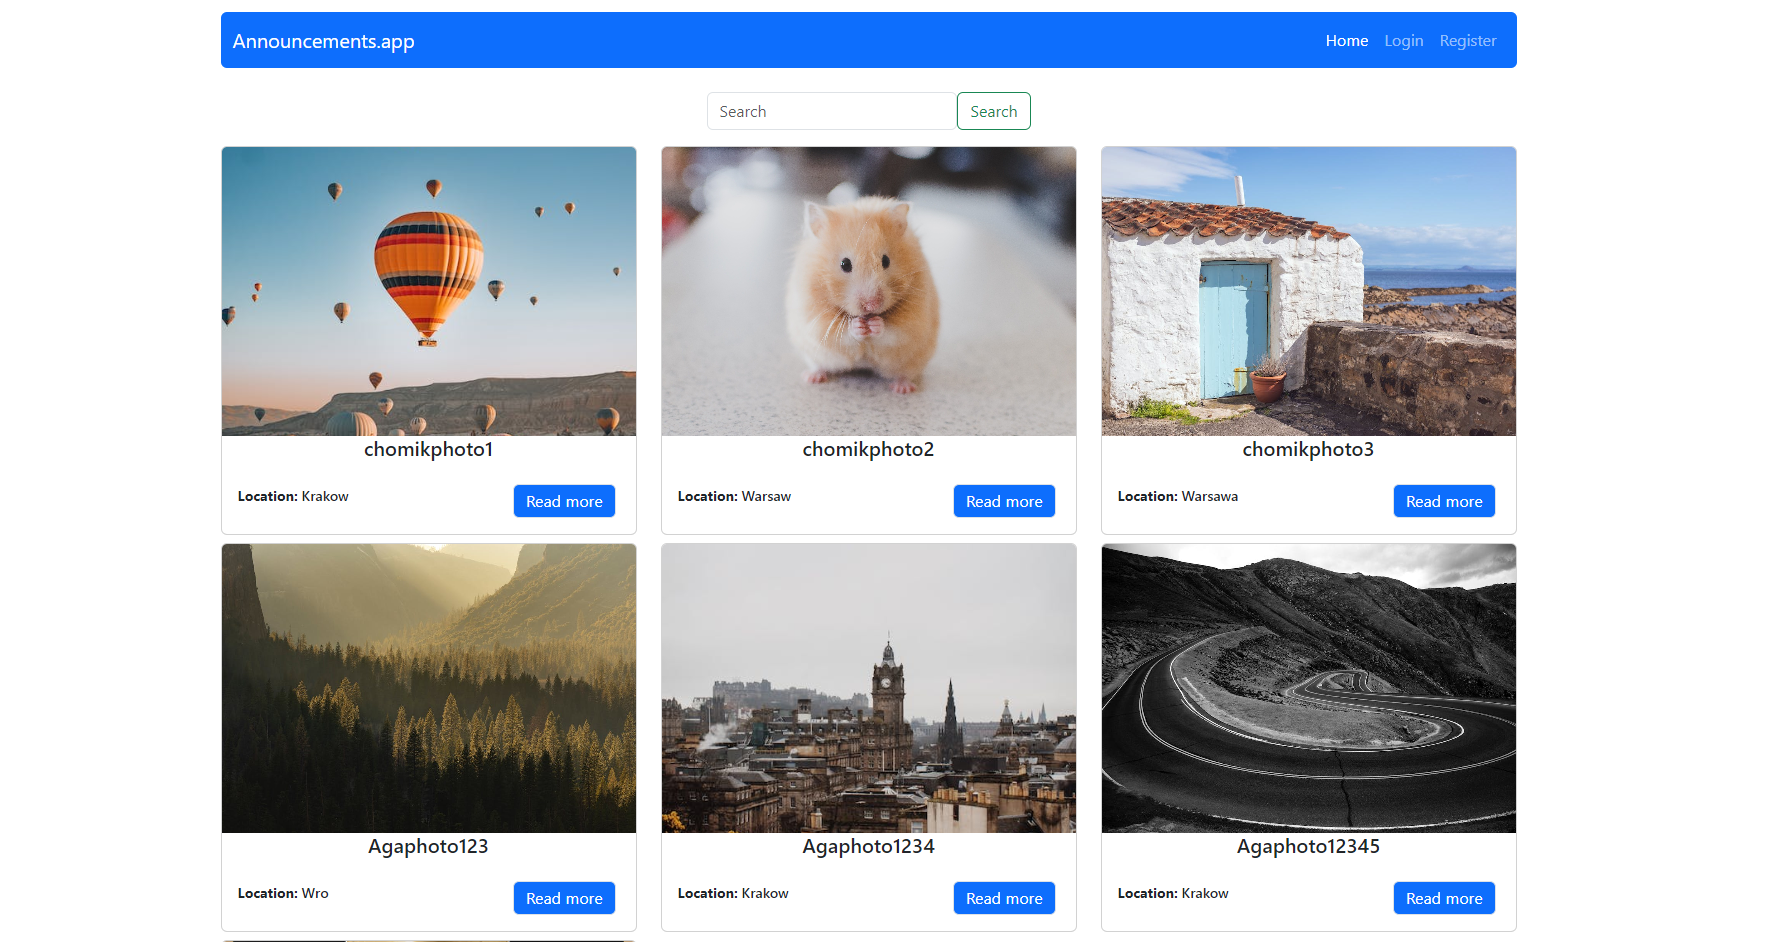 Announcements.app
Home Login Register
Search Search
chomikphoto1
Location: Krakow Read more
chomikphoto2
Location: Warsaw Read more
chomikphoto3
Location: Warsawa Read more
Agaphoto123
Location: Wro Read more
Agaphoto1234
Location: Krakow Read more
Agaphoto12345
Location: Krakow Read more